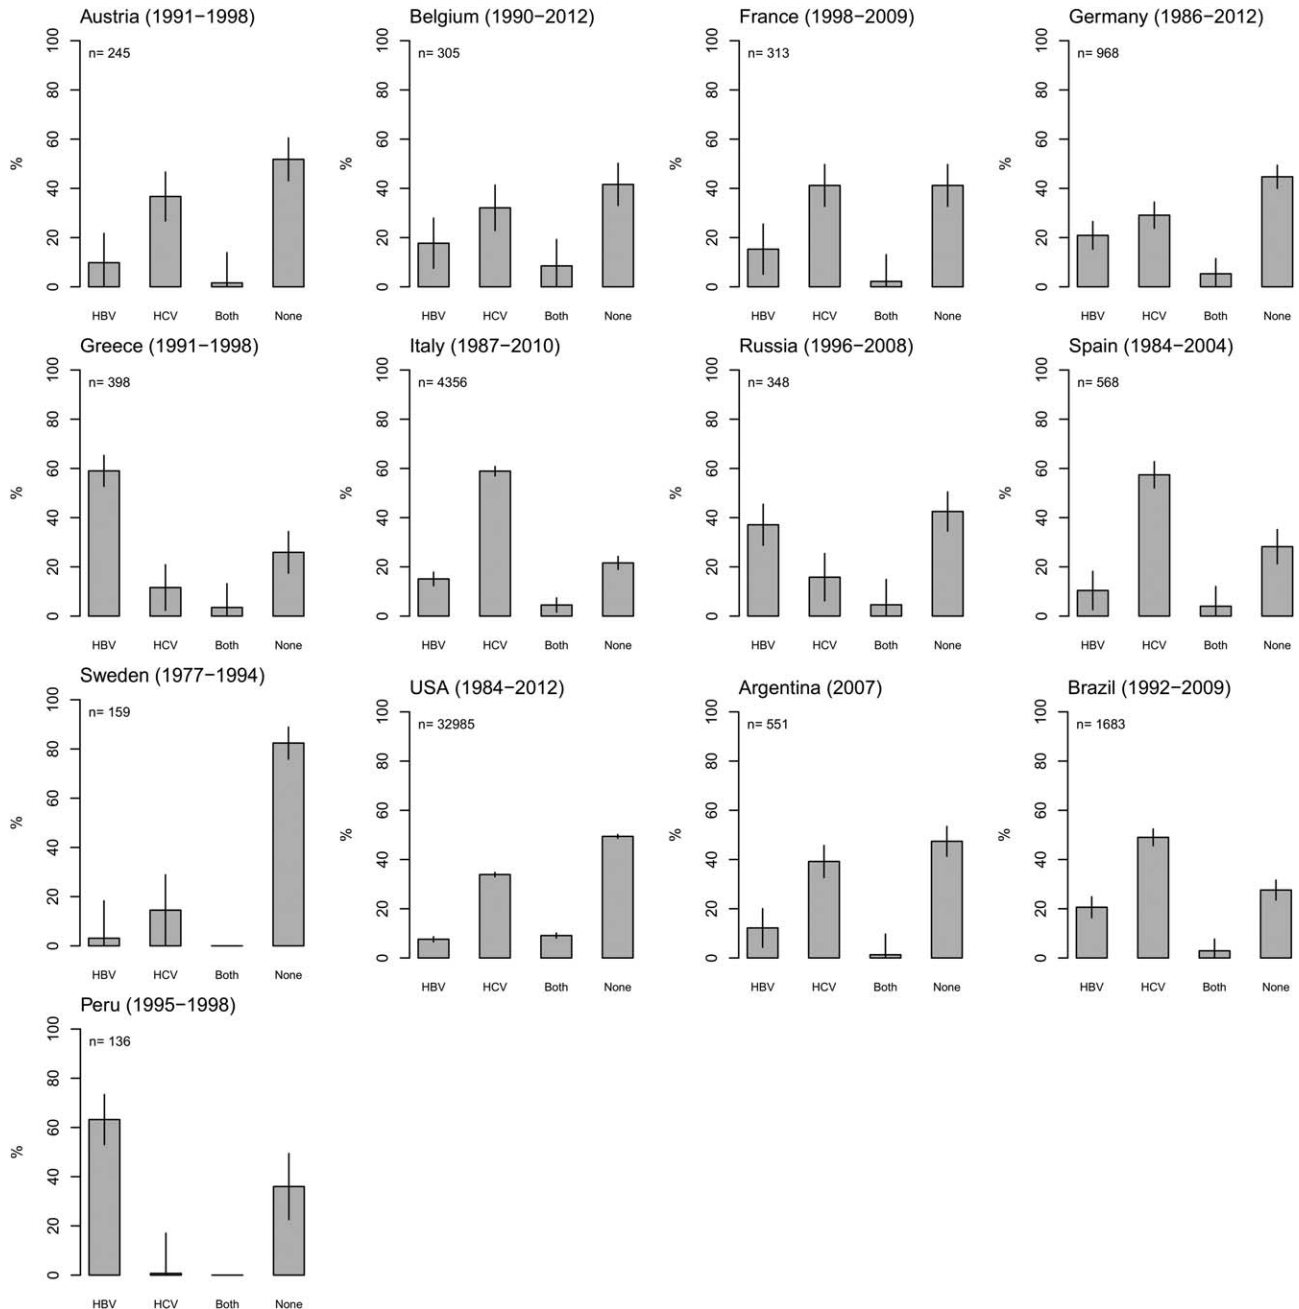 Austria (1991−1998)
n= 245
%
0 20 40 60 80 100
HBV HCV Both None
Belgium (1990−2012)
n= 305
%
0 20 40 60 80 100
HBV HCV Both None
France (1998−2009)
n= 313
%
0 20 40 60 80 100
HBV HCV Both None
Germany (1986−2012)
n= 968
%
0 20 40 60 80 100
HBV HCV Both None
Greece (1991−1998)
n= 398
%
0 20 40 60 80 100
HBV HCV Both None
Italy (1987−2010)
n= 4356
%
0 20 40 60 80 100
HBV HCV Both None
Russia (1996−2008)
n= 348
%
0 20 40 60 80 100
HBV HCV Both None
Spain (1984−2004)
n= 568
%
0 20 40 60 80 100
HBV HCV Both None
Sweden (1977−1994)
n= 159
%
0 20 40 60 80 100
HBV HCV Both None
USA (1984−2012)
n= 32985
%
0 20 40 60 80 100
HBV HCV Both None
Argentina (2007)
n= 551
%
0 20 40 60 80 100
HBV HCV Both None
Brazil (1992−2009)
n= 1683
%
0 20 40 60 80 100
HBV HCV Both None
Peru (1995−1998)
n= 136
%
0 20 40 60 80 100
HBV HCV Both None